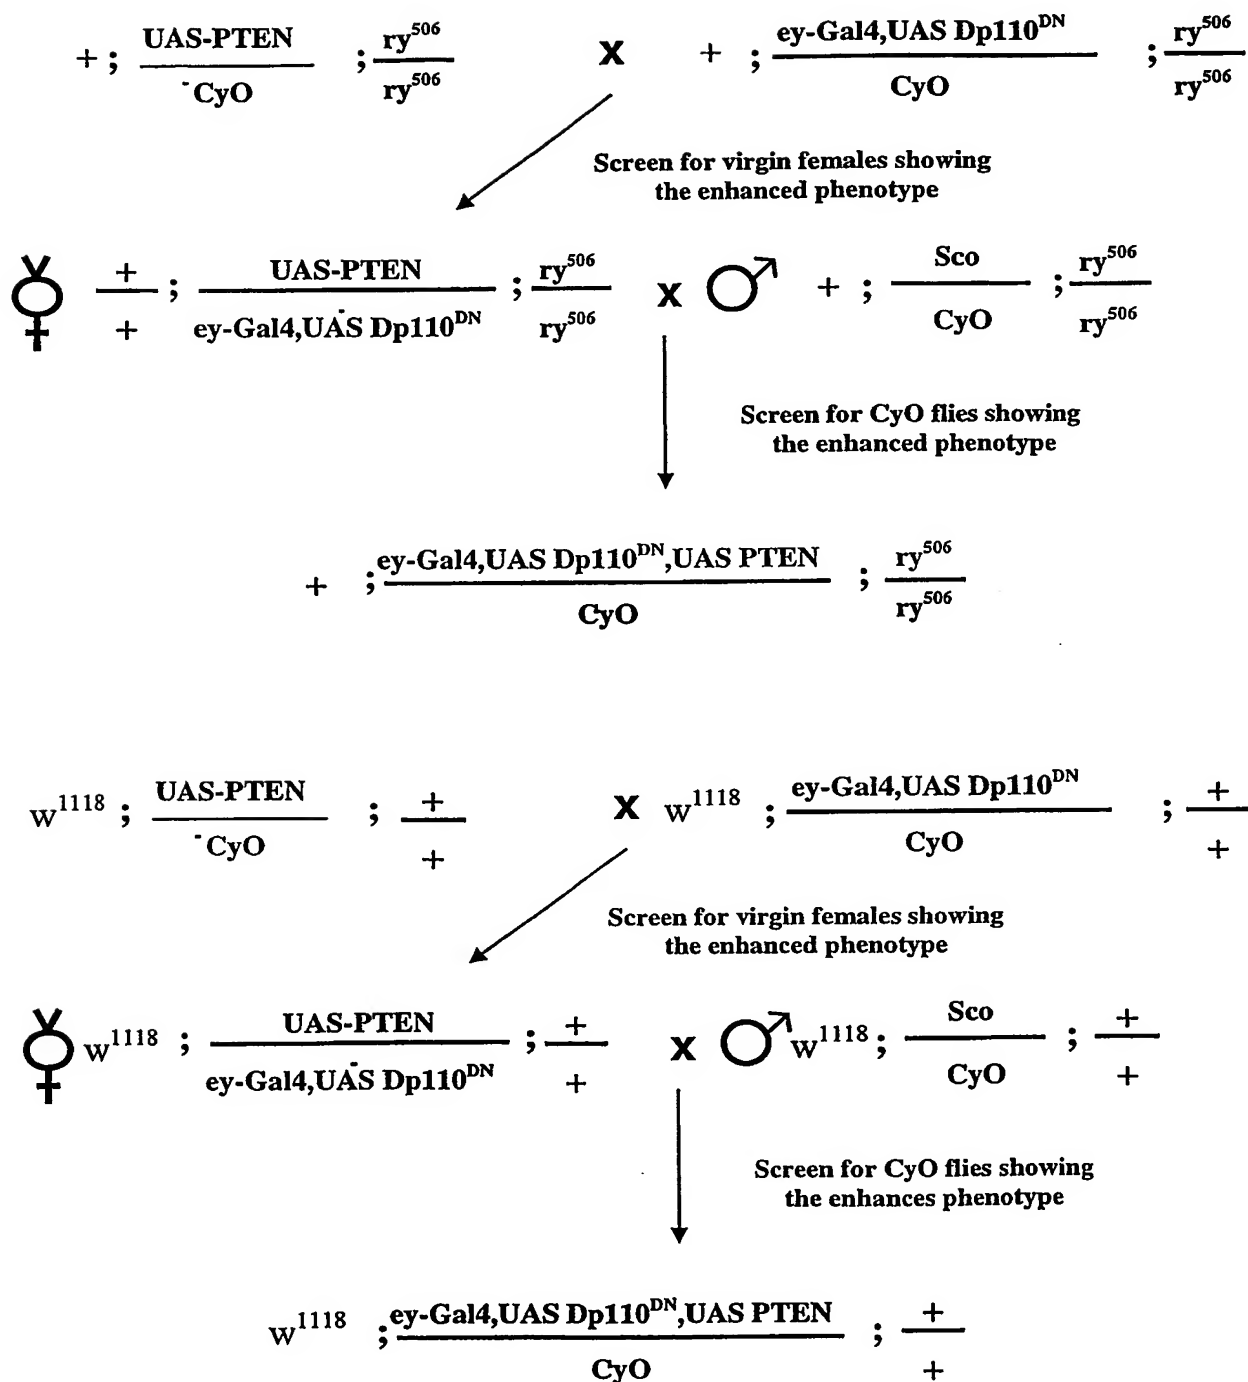 + ; UAS-PTEN / CyO ; ry506 / ry506 X + ; ey-Gal4,UAS Dp110DN / CyO ; ry506 / ry506
Screen for virgin females showing
the enhanced phenotype
+ / + ; UAS-PTEN / ey-Gal4,UAS Dp110DN ; ry506 / ry506 X + ; Sco / CyO ; ry506 / ry506
Screen for CyO flies showing
the enhanced phenotype
+ ; ey-Gal4,UAS Dp110DN,UAS PTEN / CyO ; ry506 / ry506
w1118 ; UAS-PTEN / CyO ; + / + X w1118 ; ey-Gal4,UAS Dp110DN / CyO ; + / +
Screen for virgin females showing
the enhanced phenotype
w1118 ; UAS-PTEN / ey-Gal4,UAS Dp110DN ; + / + X w1118 ; Sco / CyO ; + / +
Screen for CyO flies showing
the enhances phenotype
w1118 ; ey-Gal4,UAS Dp110DN,UAS PTEN / CyO ; + / +